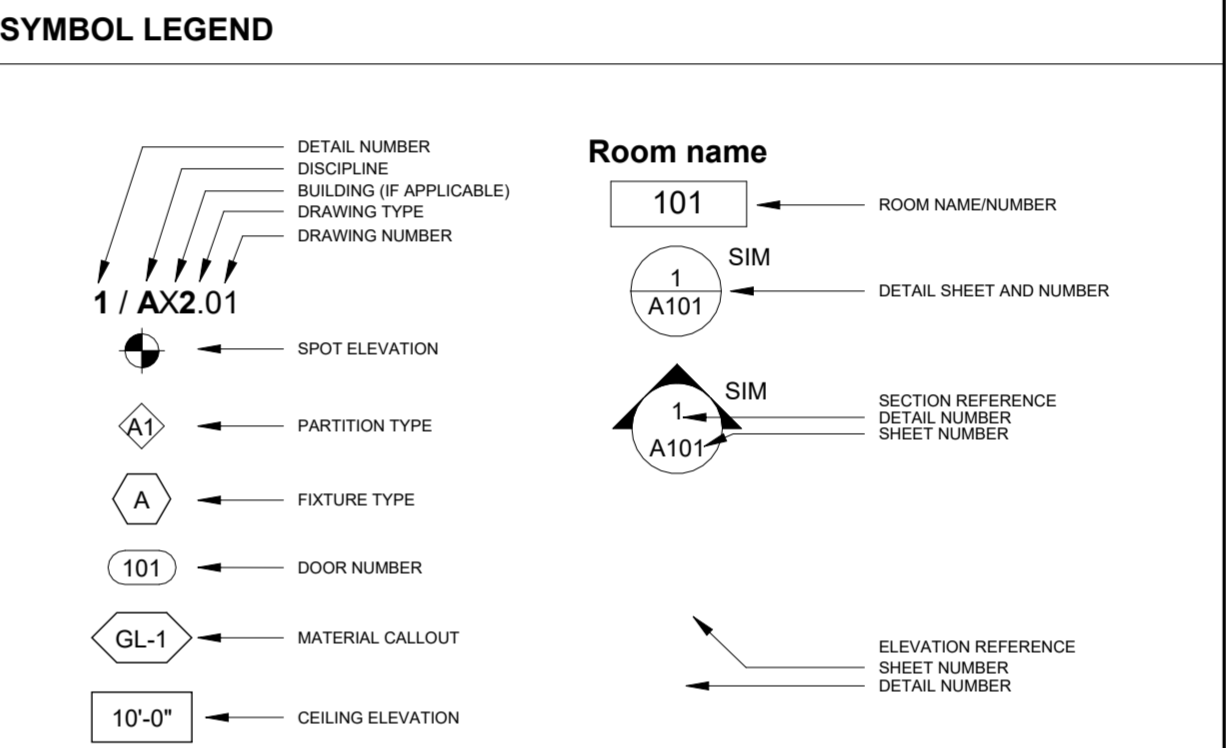 SYMBOL LEGEND
DETAIL NUMBER
DISCIPLINE
BUILDING (IF APPLICABLE)
DRAWING TYPE
DRAWING NUMBER
1 / AX2.01
SPOT ELEVATION
A1
PARTITION TYPE
A
FIXTURE TYPE
101
DOOR NUMBER
GL-1
MATERIAL CALLOUT
10'-0"
CEILING ELEVATION
Room name
101
ROOM NAME/NUMBER
SIM
1
A101
DETAIL SHEET AND NUMBER
SIM
1
A101
SECTION REFERENCE
DETAIL NUMBER
SHEET NUMBER
ELEVATION REFERENCE
SHEET NUMBER
DETAIL NUMBER